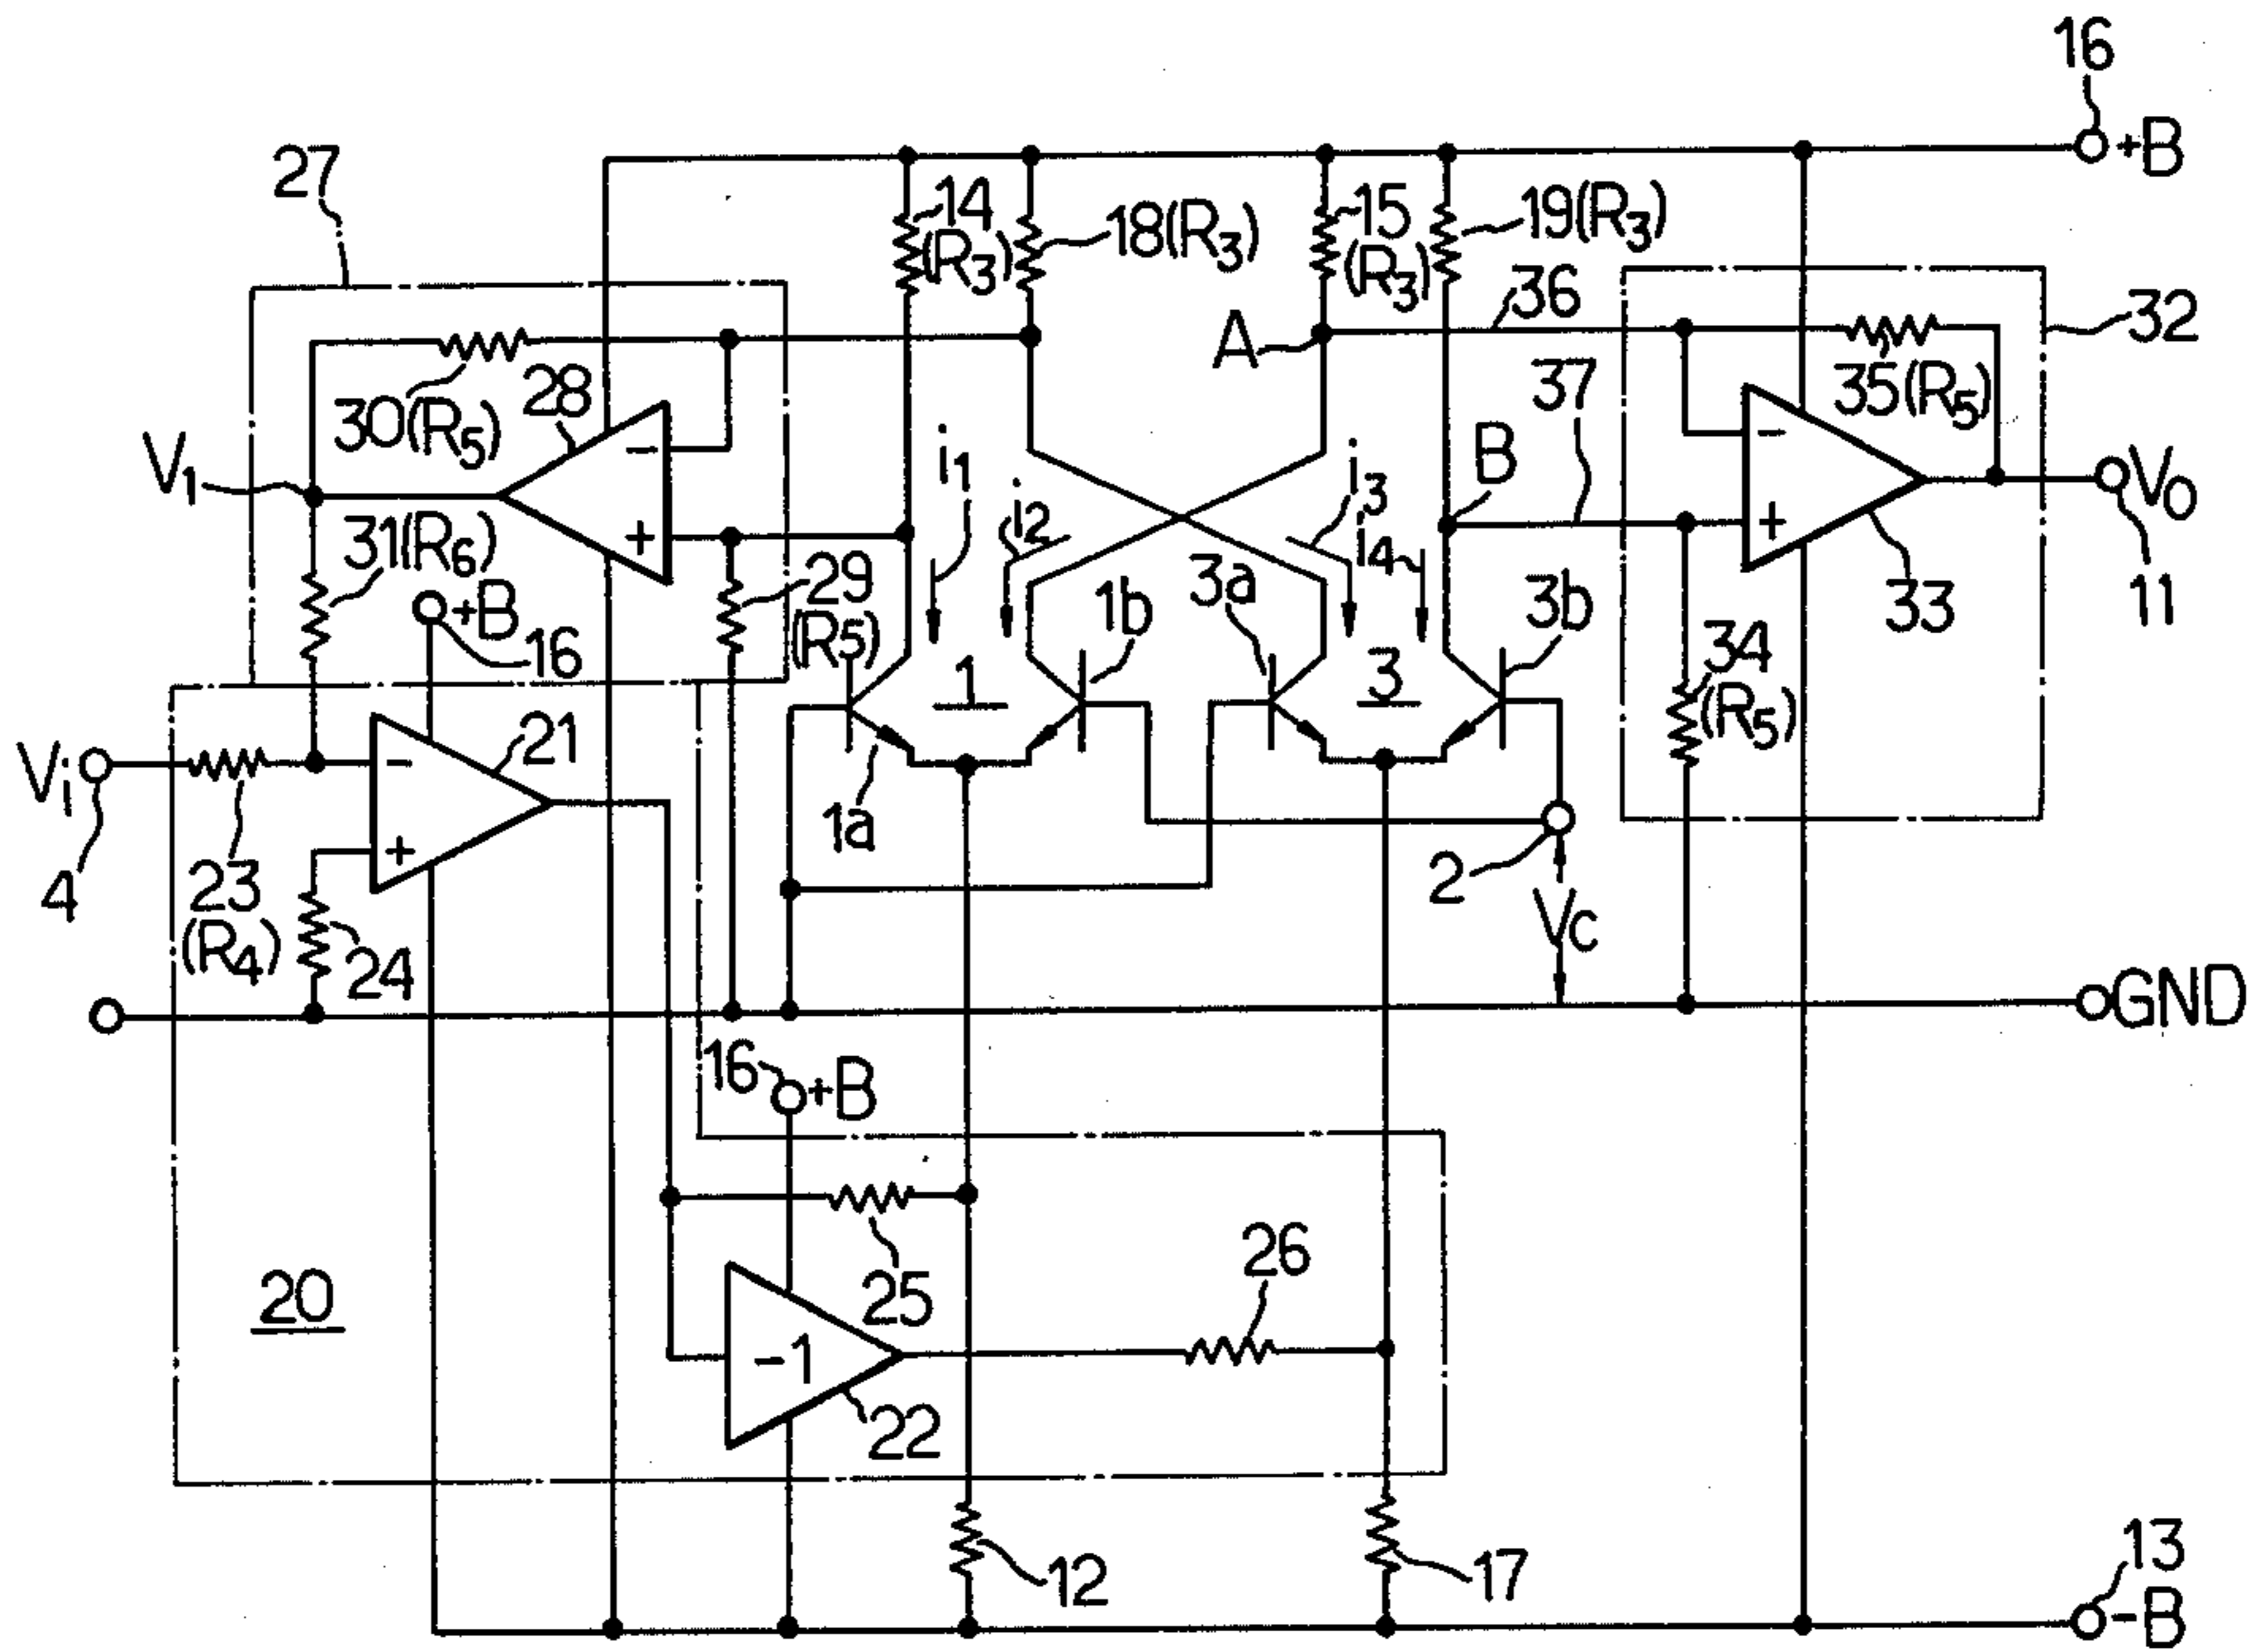 16
+B
27
14
(R3)
18(R3)
15
(R3)
19(R3)
36
32
A
37
35(R5)
28
30(R5)
V1
i1
i2
i3
i4
B
VO
31(R6)
+B
16
29
(R5)
1
1b
3a
3
3b
33
11
34
(R5)
-
+
-
+
21
Vi
-
+
1a
4
23
(R4)
24
2
VC
GND
16
+B
25
26
20
-1
22
12
17
13
-B